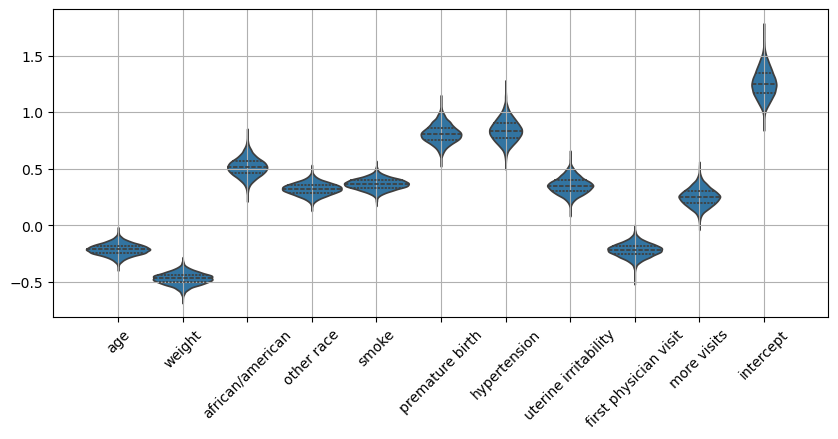 1.5
1.0
0.5
0.0
−0.5
age
weight
african/american
other race
smoke
premature birth
hypertension
uterine irritability
first physician visit
more visits
intercept